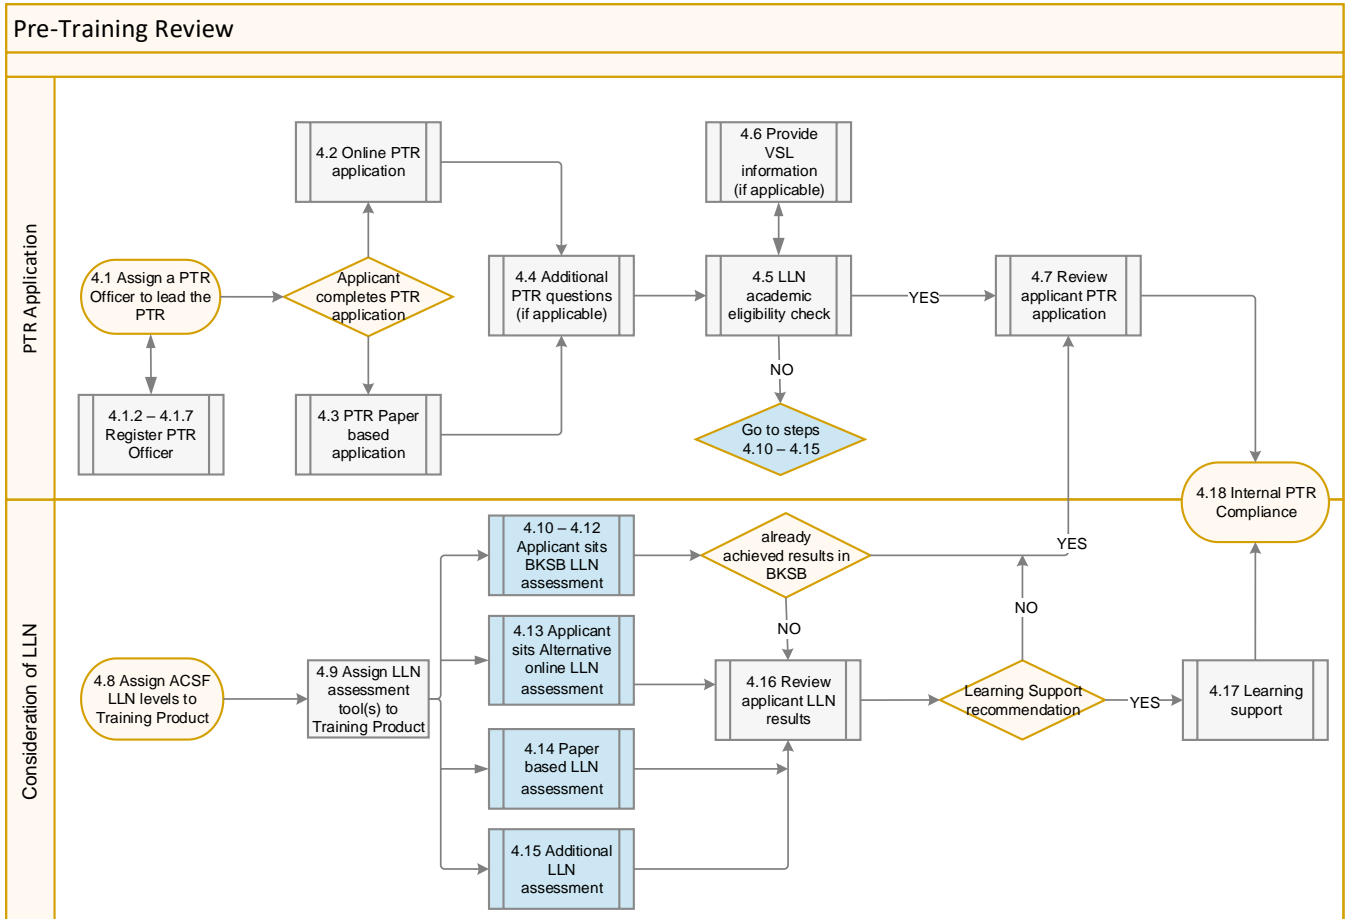 Pre-Training Review
PTR Application
4.1 Assign a PTR
Officer to lead the
PTR
4.1.2 – 4.1.7
Register PTR
Officer
Applicant
completes PTR
application
4.2 Online PTR
application
4.3 PTR Paper
based
application
4.4 Additional
PTR questions
(if applicable)
4.6 Provide
VSL
information
(if applicable)
4.5 LLN
academic
eligibility check
YES
NO
Go to steps
4.10 – 4.15
4.7 Review
applicant PTR
application
4.18 Internal PTR
Compliance
Consideration of LLN
4.8 Assign ACSF
LLN levels to
Training Product
4.9 Assign LLN
assessment
tool(s) to
Training Product
4.10 – 4.12
Applicant sits
BKSB LLN
assessment
4.13 Applicant
sits Alternative
online LLN
assessment
4.14 Paper
based LLN
assessment
4.15 Additional
LLN
assessment
already
achieved results in
BKSB
YES
NO
4.16 Review
applicant LLN
results
Learning Support
recommendation
NO
YES
4.17 Learning
support